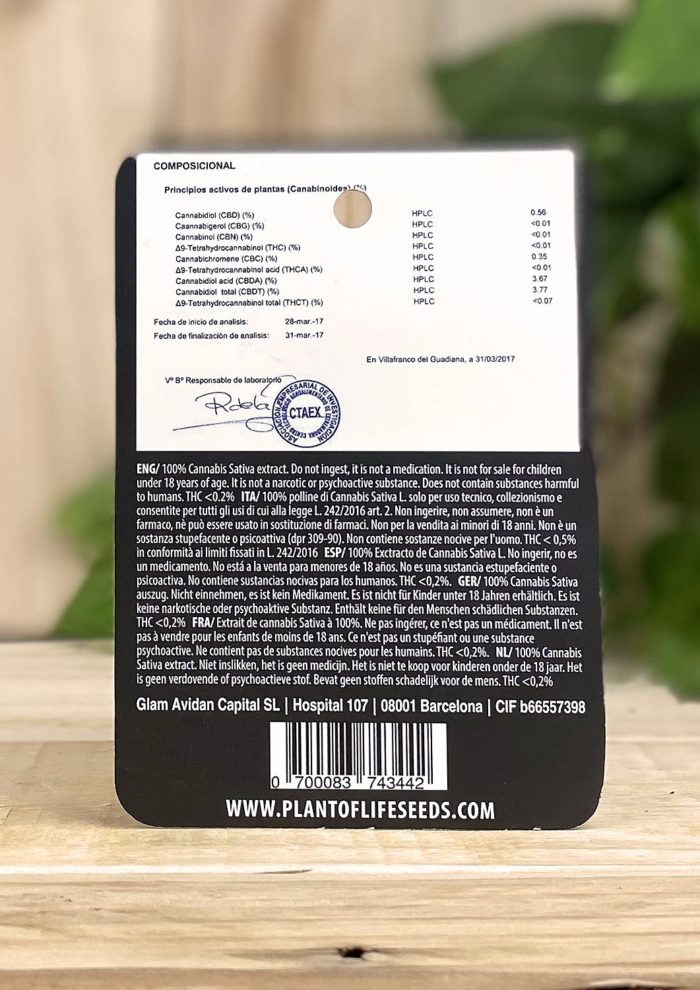 COMPOSICIONAL
Principios activos de plantas (Canabinoides) (%)
Cannabidiol (CBD) (%) HPLC 0.56
Caannabigerol (CBG) (%) HPLC <0.01
Cannabinol (CBN) (%) HPLC <0.01
Δ9-Tetrahydrocannabinol (THC) (%) HPLC <0.01
Cannabichromene (CBC) (%) HPLC 0.35
Δ9-Tetrahydrocannabinol acid (THCA) (%) HPLC <0.01
Cannabidiol acid (CBDA) (%) HPLC 3.67
Cannabidiol total (CBDT) (%) HPLC 3.77
Δ9-Tetrahydrocannabinol total (THCT) (%) HPLC <0.07
Fecha de inicio de analisis: 28-mar.-17
Fecha de finalización de analisis: 31-mar.-17
En Villafranco del Guadiana, a 31/03/2017
Vº Bº Responsable de laboratorio
ASOCIACIÓN EMPRESARIAL DE INVESTIGACIÓN
CTAEX
ENG/ 100% Cannabis Sativa extract. Do not ingest, it is not a medication. It is not for sale for children
under 18 years of age. It is not a narcotic or psychoactive substance. Does not contain substances harmful
to humans. THC <0.2% ITA/ 100% polline di Cannabis Sativa L. solo per uso tecnico, collezionismo e
consentite per tutti gli usi di cui alla legge L. 242/2016 art. 2. Non ingerire, non assumere, non è un
farmaco, nè può essere usato in sostituzione di farmaci. Non per la vendita ai minori di 18 anni. Non è un
sostanza stupefacente o psicoattiva (dpr 309-90). Non contiene sostanze nocive per l'uomo. THC < 0,5%
in conformità ai limiti fissati in L. 242/2016 ESP/ 100% Exctracto de Cannabis Sativa L. No ingerir, no es
un medicamento. No está a la venta para menores de 18 años. No es una sustancia estupefaciente o
psicoactiva. No contiene sustancias nocivas para los humanos. THC <0,2%. GER/ 100% Cannabis Sativa
auszug. Nicht einnehmen, es ist kein Medikament. Es ist nicht für Kinder unter 18 Jahren erhältlich. Es ist
keine narkotische oder psychoaktive Substanz. Enthält keine für den Menschen schädlichen Substanzen.
THC <0,2% FRA/ Extrait de cannabis Sativa à 100%. Ne pas ingérer, ce n'est pas un médicament. Il n'est
pas à vendre pour les enfants de moins de 18 ans. Ce n'est pas un stupéfiant ou une substance
psychoactive. Ne contient pas de substances nocives pour les humains. THC <0,2%. NL/ 100% Cannabis
Sativa extract. Niet inslikken, het is geen medicijn. Het is niet te koop voor kinderen onder de 18 jaar. Het
is geen verdovende of psychoactieve stof. Bevat geen stoffen schadelijk voor de mens. THC <0,2%
Glam Avidan Capital SL | Hospital 107 | 08001 Barcelona | CIF b66557398
0 700083 743442
WWW.PLANTOFLIFESEEDS.COM